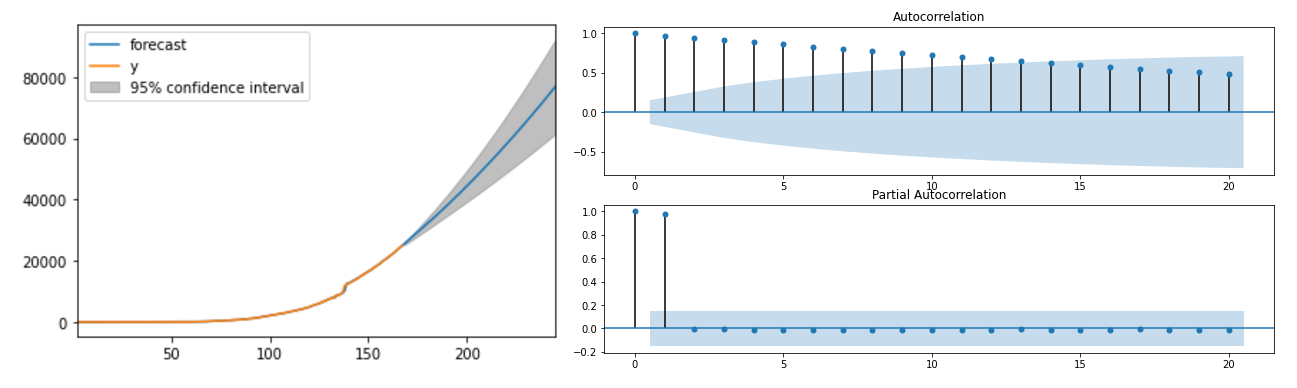 forecast
y
95% confidence interval
80000
60000
40000
20000
0
50 100 150 200
Autocorrelation
1.0
0.5
0.0
−0.5
0 5 10 15 20
Partial Autocorrelation
1.0
0.8
0.6
0.4
0.2
0.0
−0.2
0 5 10 15 20